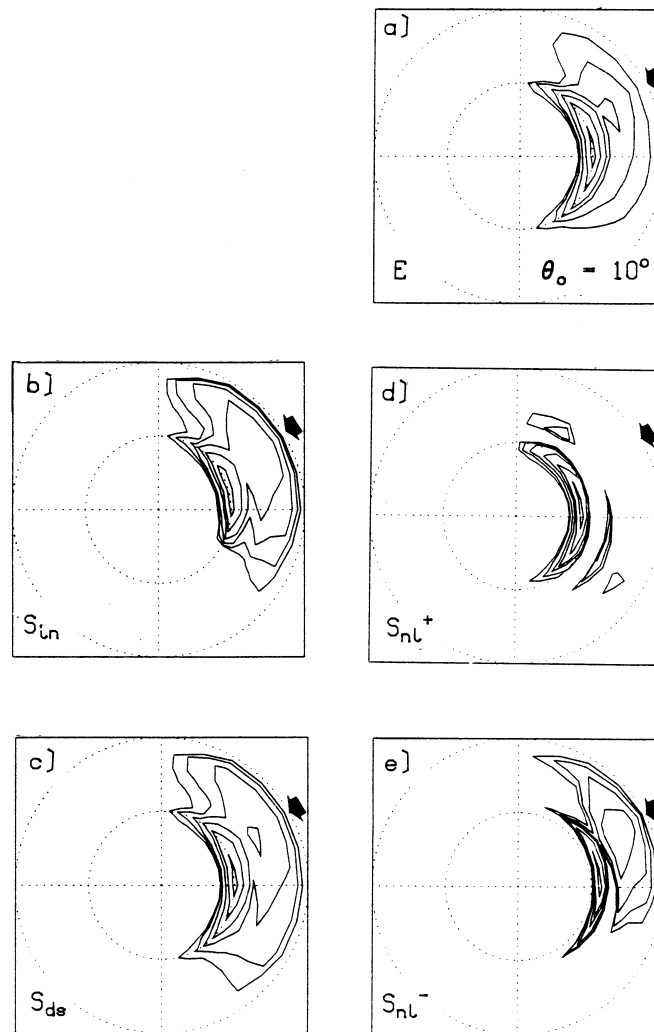 a]
E θ₀ = 10°
b]
S_in
d]
S_nl⁺
c]
S_ds
e]
S_nl⁻